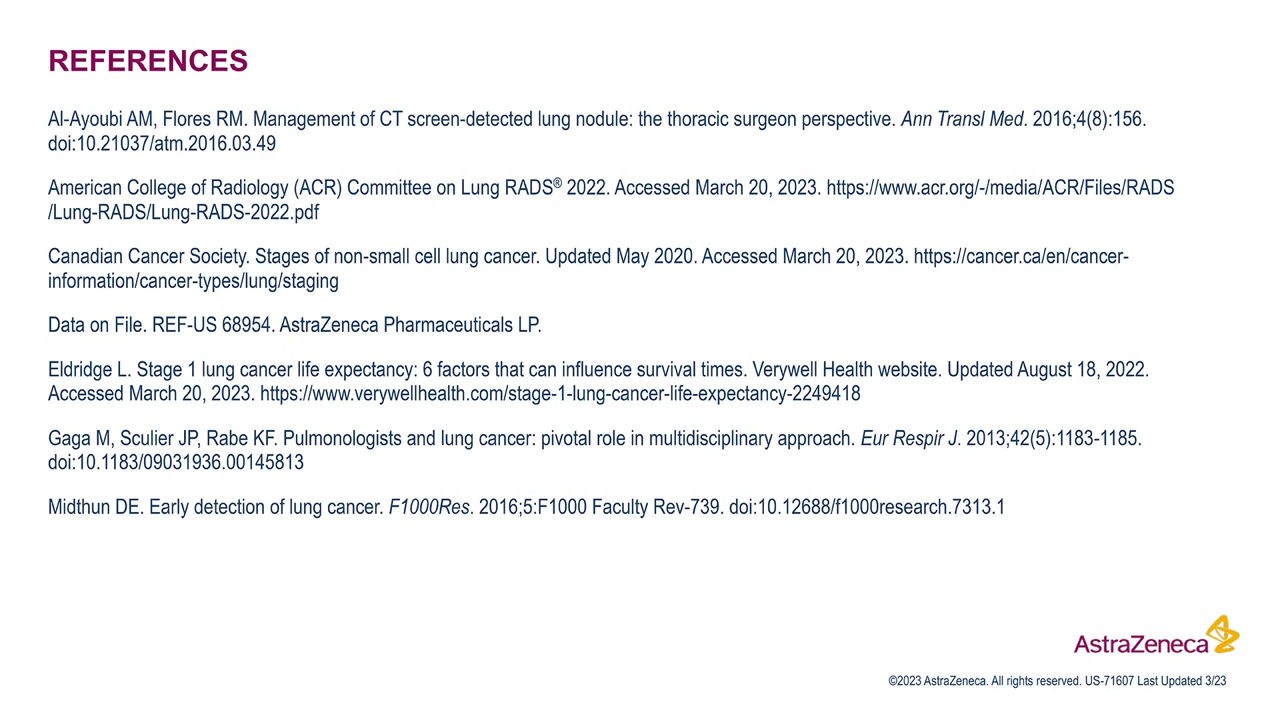 REFERENCES
Al-Ayoubi AM, Flores RM. Management of CT screen-detected lung nodule: the thoracic surgeon perspective. Ann Transl Med. 2016;4(8):156.
doi:10.21037/atm.2016.03.49
American College of Radiology (ACR) Committee on Lung RADS® 2022. Accessed March 20, 2023. https://www.acr.org/-/media/ACR/Files/RADS
/Lung-RADS/Lung-RADS-2022.pdf
Canadian Cancer Society. Stages of non-small cell lung cancer. Updated May 2020. Accessed March 20, 2023. https://cancer.ca/en/cancer-
information/cancer-types/lung/staging
Data on File. REF-US 68954. AstraZeneca Pharmaceuticals LP.
Eldridge L. Stage 1 lung cancer life expectancy: 6 factors that can influence survival times. Verywell Health website. Updated August 18, 2022.
Accessed March 20, 2023. https://www.verywellhealth.com/stage-1-lung-cancer-life-expectancy-2249418
Gaga M, Sculier JP, Rabe KF. Pulmonologists and lung cancer: pivotal role in multidisciplinary approach. Eur Respir J. 2013;42(5):1183-1185.
doi:10.1183/09031936.00145813
Midthun DE. Early detection of lung cancer. F1000Res. 2016;5:F1000 Faculty Rev-739. doi:10.12688/f1000research.7313.1
AstraZeneca
©2023 AstraZeneca. All rights reserved. US-71607 Last Updated 3/23